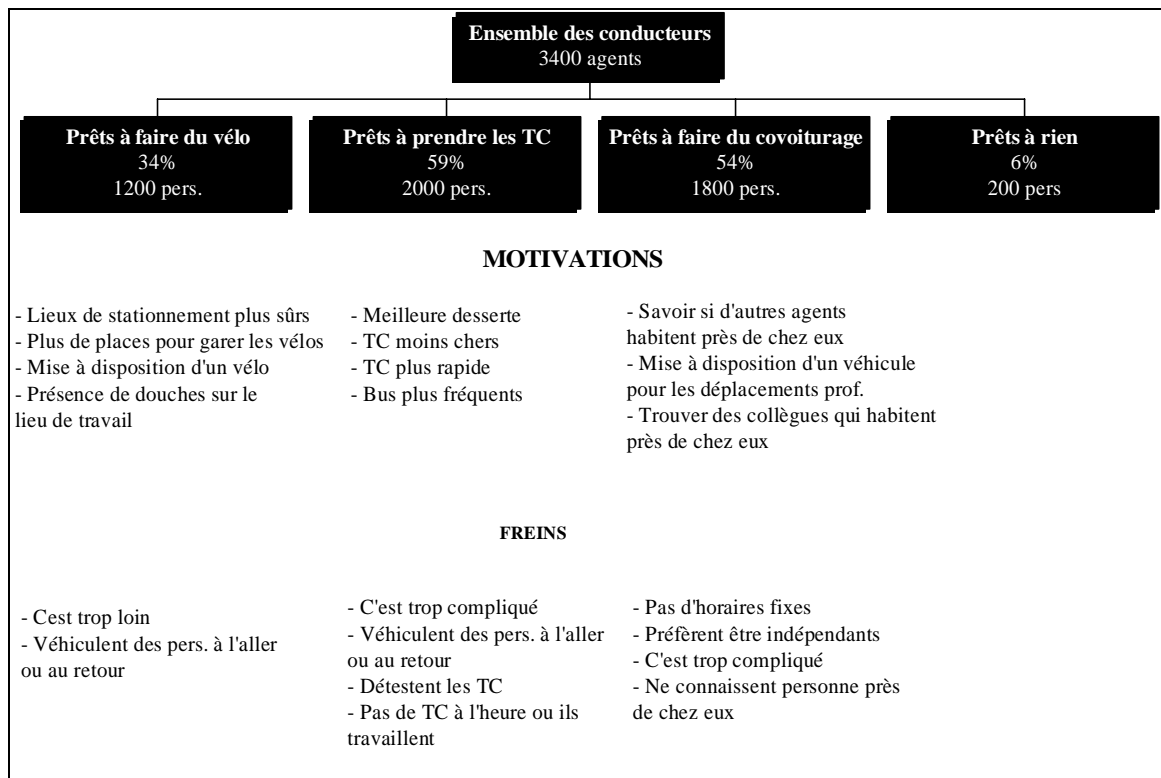 Ensemble des conducteurs
3400 agents
Prêts à faire du vélo
34%
1200 pers.
Prêts à prendre les TC
59%
2000 pers.
Prêts à faire du covoiturage
54%
1800 pers.
Prêts à rien
6%
200 pers
MOTIVATIONS
- Lieux de stationnement plus sûrs
- Plus de places pour garer les vélos
- Mise à disposition d'un vélo
- Présence de douches sur le
lieu de travail
- Meilleure desserte
- TC moins chers
- TC plus rapide
- Bus plus fréquents
- Savoir si d'autres agents
habitent près de chez eux
- Mise à disposition d'un véhicule
pour les déplacements prof.
- Trouver des collègues qui habitent
près de chez eux
FREINS
- Cest trop loin
- Véhiculent des pers. à l'aller
ou au retour
- C'est trop compliqué
- Véhiculent des pers. à l'aller
ou au retour
- Détestent les TC
- Pas de TC à l'heure ou ils
travaillent
- Pas d'horaires fixes
- Préfèrent être indépendants
- C'est trop compliqué
- Ne connaissent personne près
de chez eux